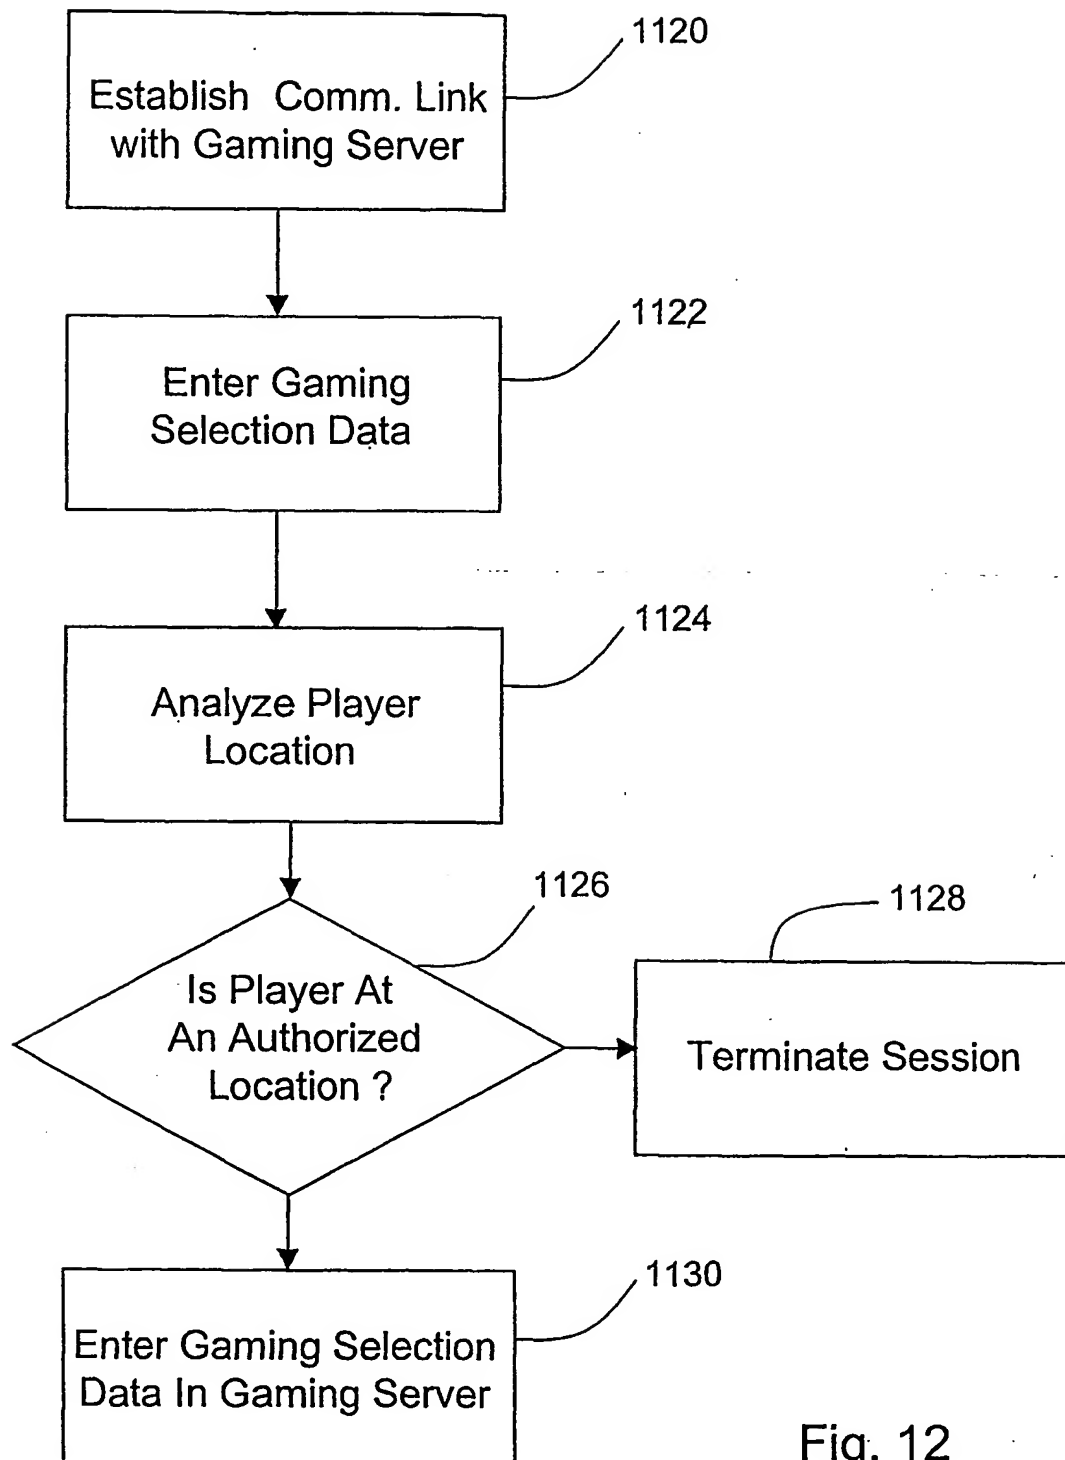 1120
Establish Comm. Link
with Gaming Server
1122
Enter Gaming
Selection Data
1124
Analyze Player
Location
1126
Is Player At
An Authorized
Location ?
1128
Terminate Session
1130
Enter Gaming Selection
Data In Gaming Server
Fig. 12